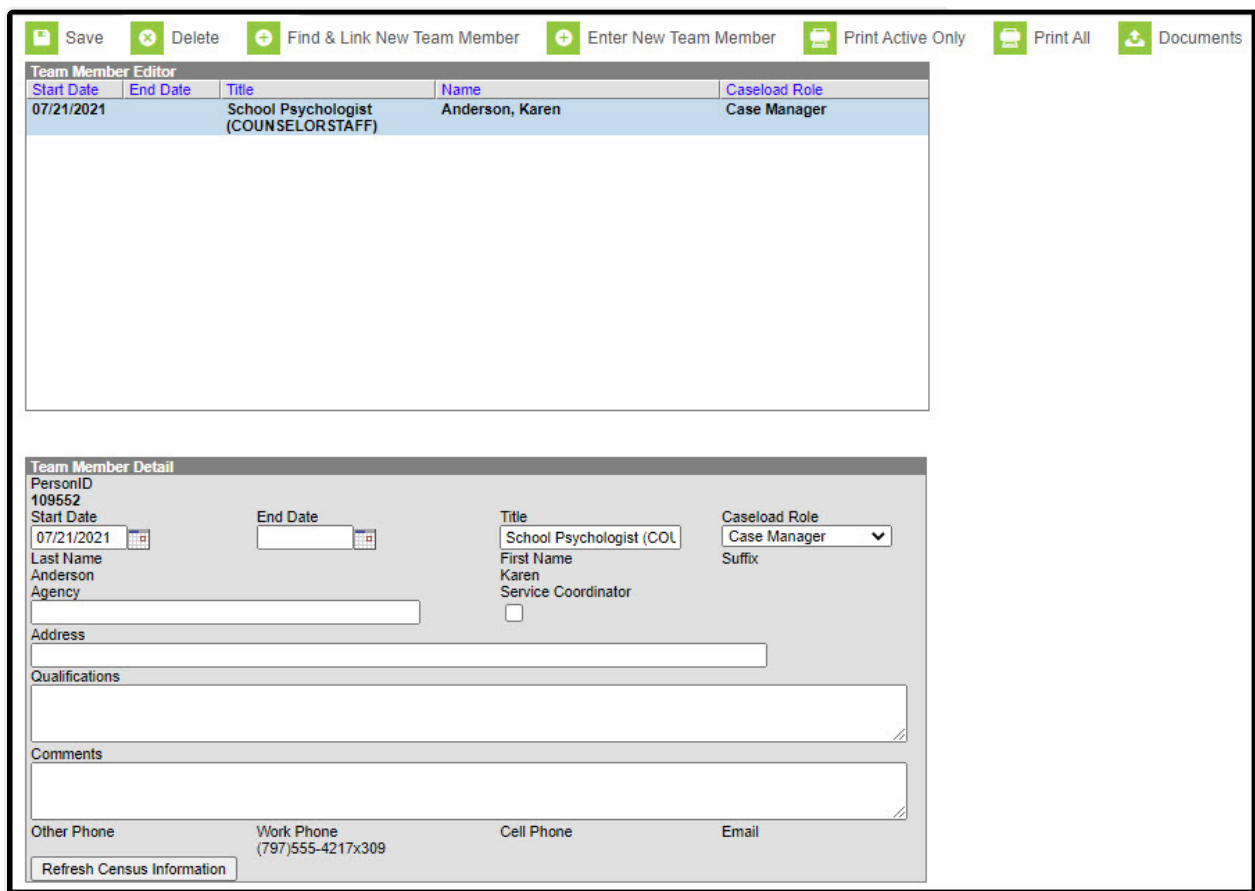 Save Delete Find & Link New Team Member Enter New Team Member Print Active Only Print All Documents
Team Member Editor
Start Date End Date Title Name Caseload Role
07/21/2021 School Psychologist Anderson, Karen Case Manager
(COUNSELORSTAFF)
Team Member Detail
PersonID
109552
Start Date End Date Title Caseload Role
07/21/2021 School Psychologist (COU Case Manager
Last Name First Name Suffix
Anderson Karen
Agency Service Coordinator
Address
Qualifications
Comments
Other Phone Work Phone Cell Phone Email
(797)555-4217x309
Refresh Census Information